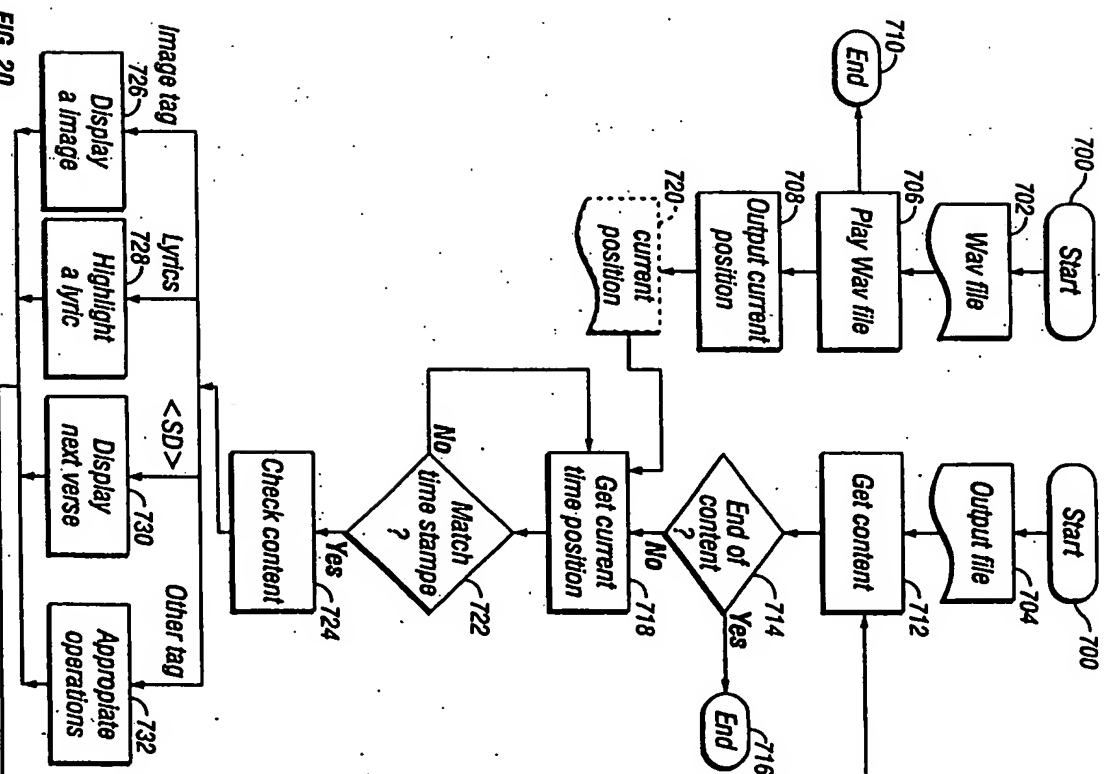 700
Start
702
Wav file
706
Play Wav file
710
End
708
Output current
position
720
current
position
700
Start
704
Output file
712
Get content
714
End of
content
?
Yes
716
End
No
718
Get current
time position
722
Match
time stampe
?
No
Yes
724
Check content
Image tag
726
Display
a image
Lyrics
728
Highlight
a lyric
<SD>
730
Display
next verse
Other tag
732
Appropiate
operations
FIG. 20